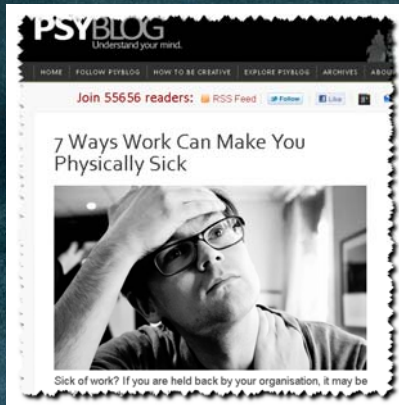 PSYBLOG
Understand your mind.
HOME FOLLOW PSYBLOG HOW TO BE CREATIVE EXPLORE PSYBLOG ARCHIVES ABOU
Join 55656 readers: RSS Feed Follow Like
7 Ways Work Can Make You
Physically Sick
Sick of work? If you are held back by your organisation, it may be